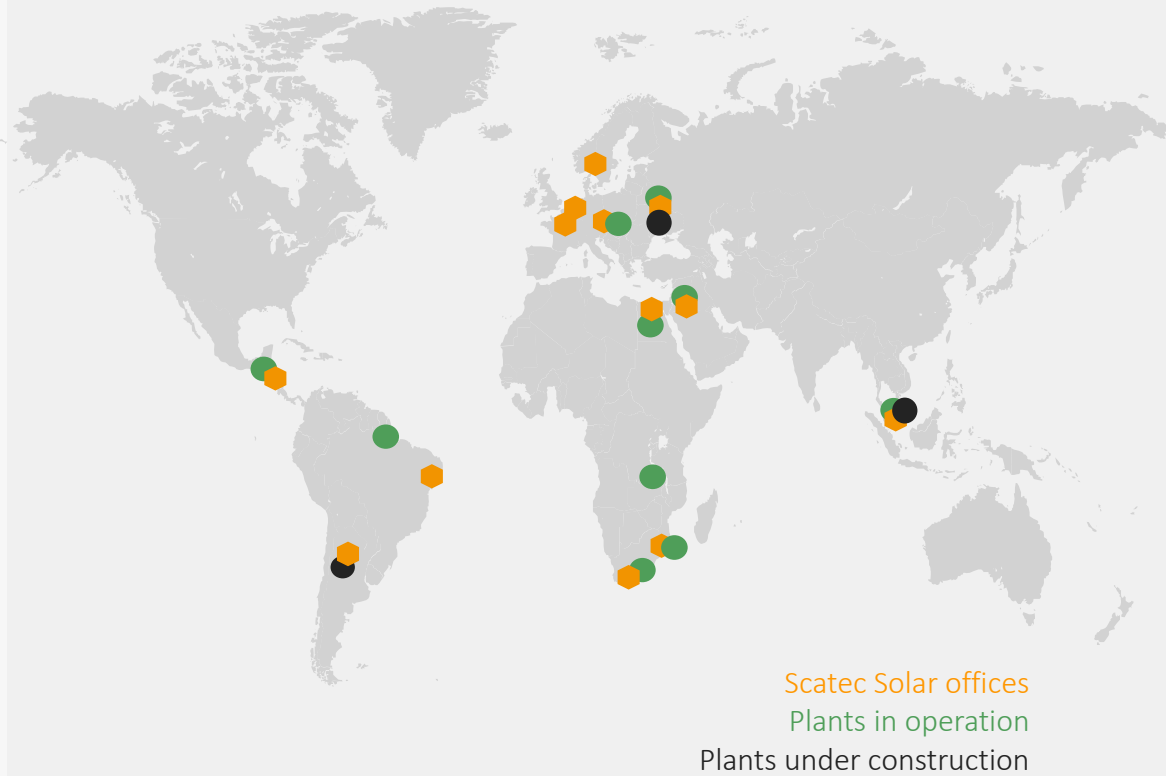 Scatec Solar offices
Plants in operation
Plants under construction